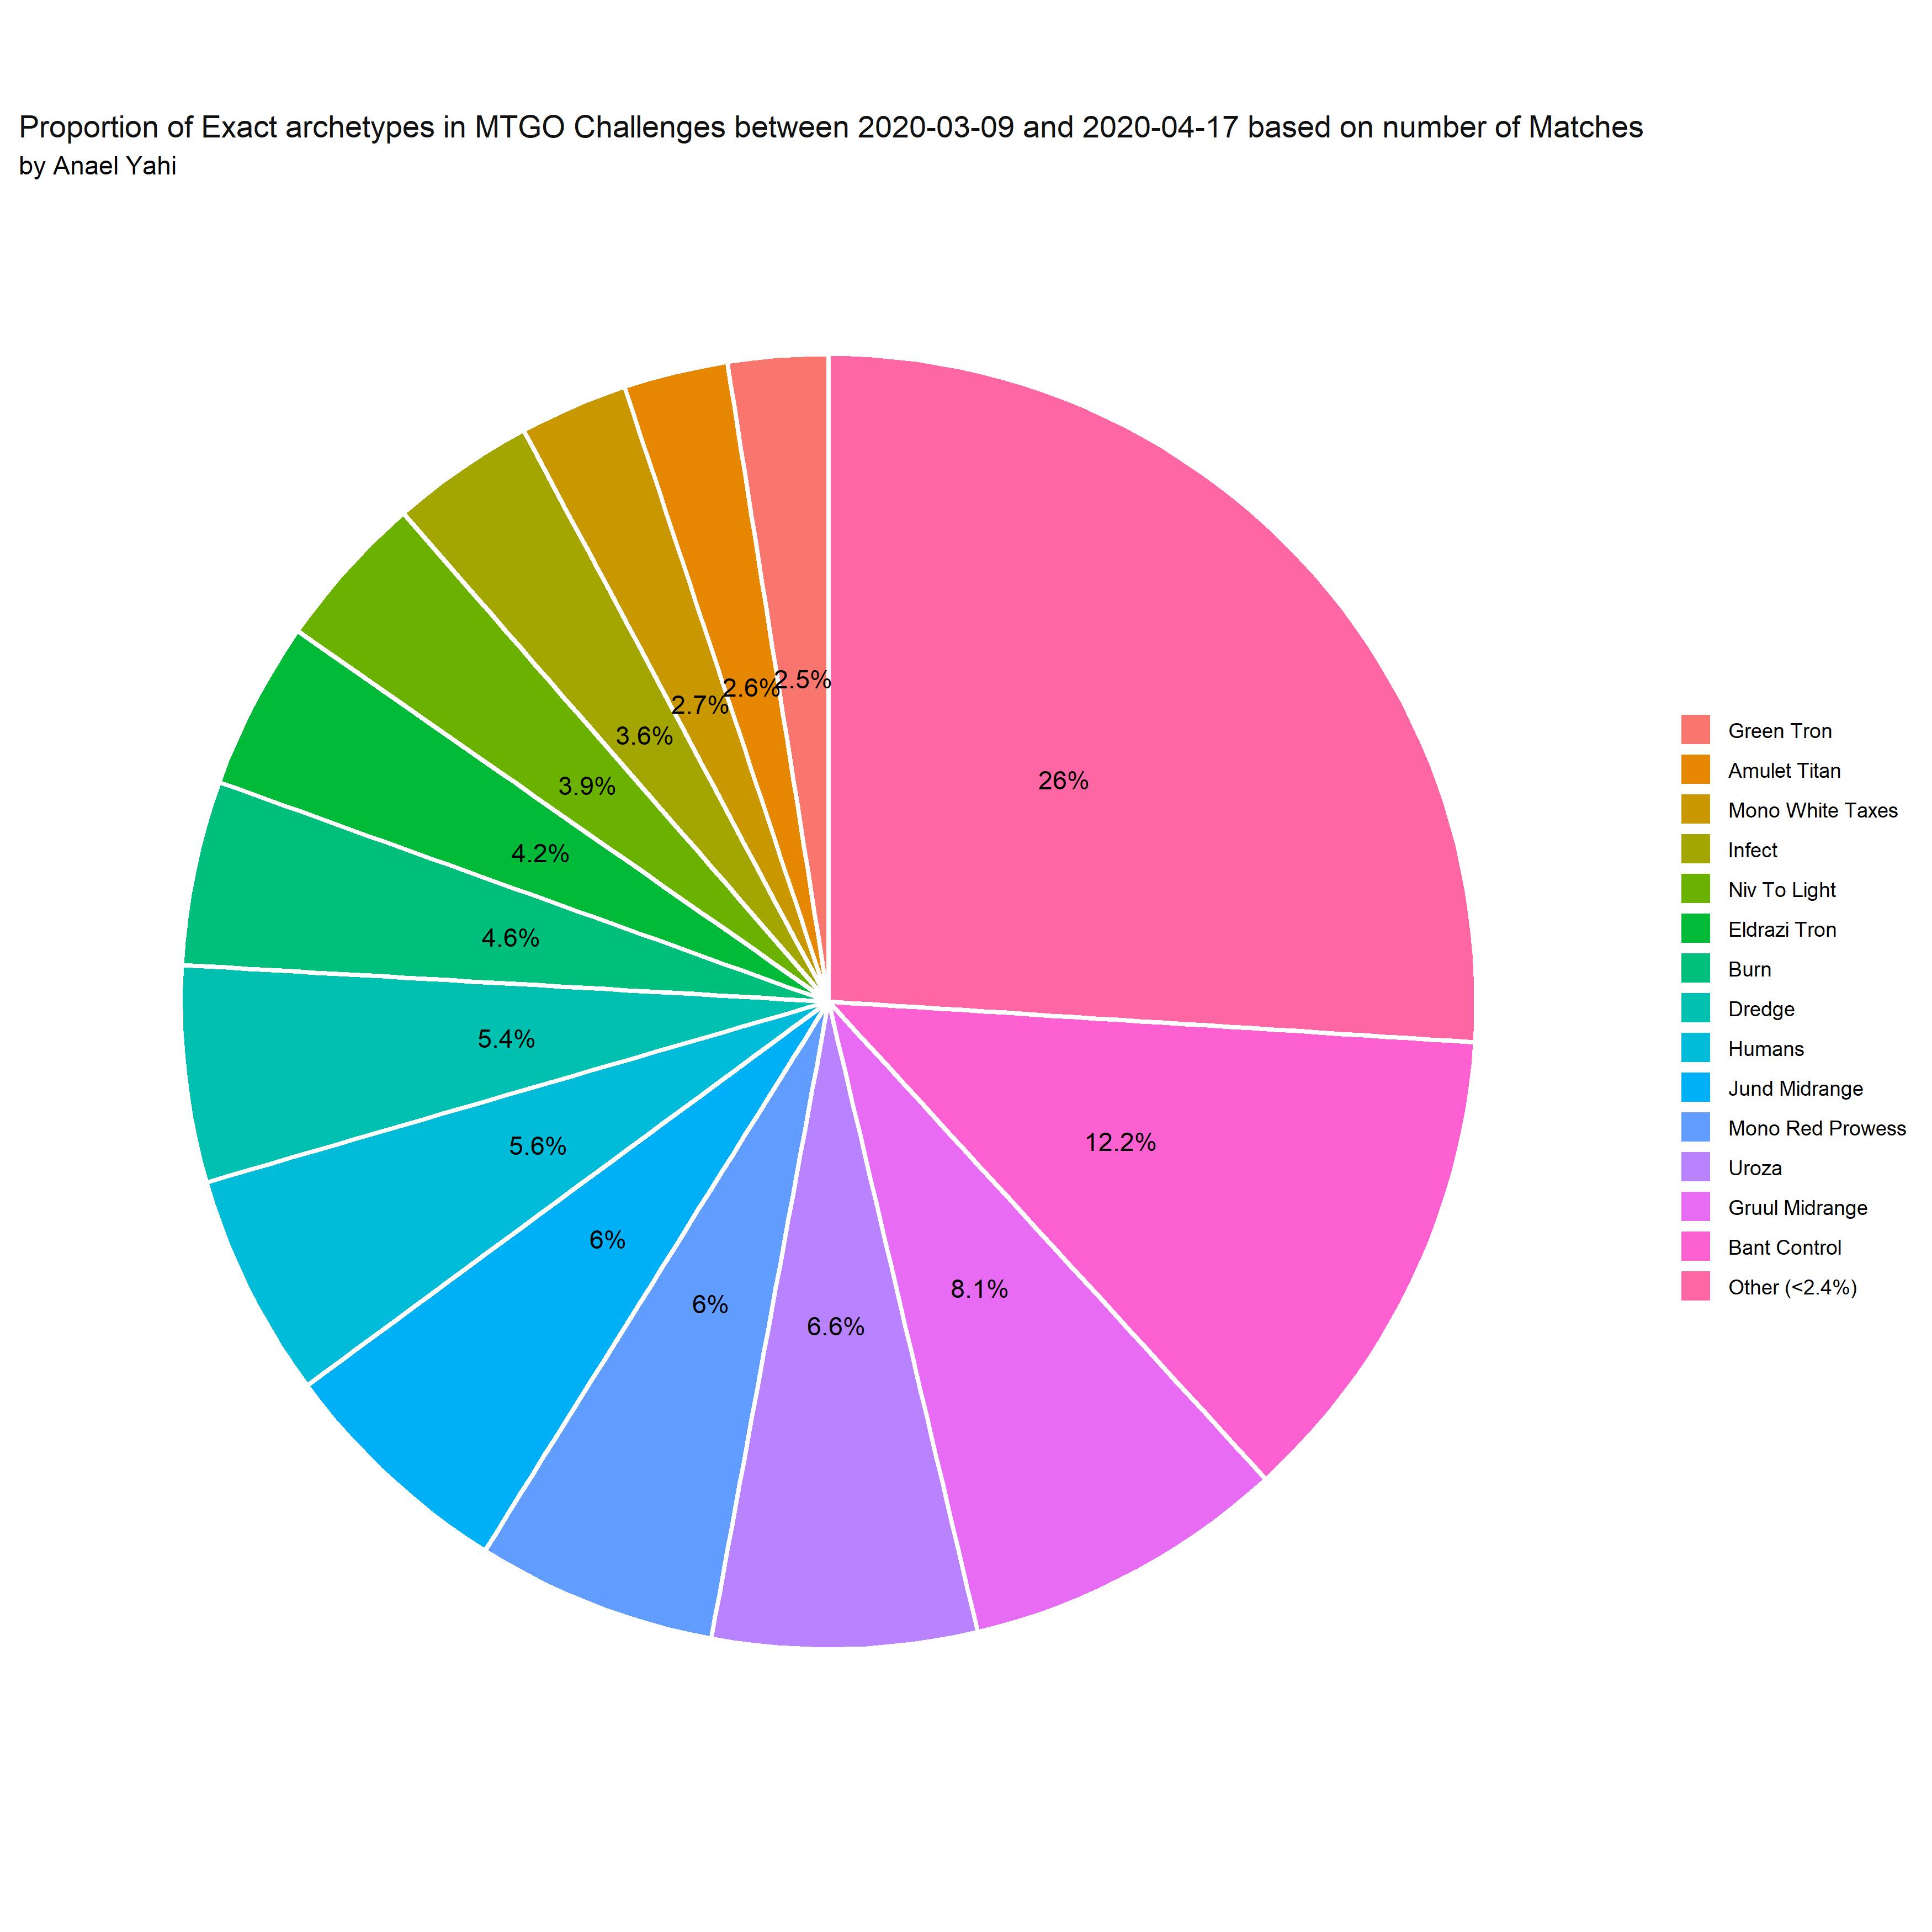 Proportion of Exact archetypes in MTGO Challenges between 2020-03-09 and 2020-04-17 based on number of Matches
by Anael Yahi
2.5%
2.6%
2.7%
3.6%
3.9%
4.2%
4.6%
5.4%
5.6%
6%
6%
6.6%
8.1%
12.2%
26%
Green Tron
Amulet Titan
Mono White Taxes
Infect
Niv To Light
Eldrazi Tron
Burn
Dredge
Humans
Jund Midrange
Mono Red Prowess
Uroza
Gruul Midrange
Bant Control
Other (<2.4%)